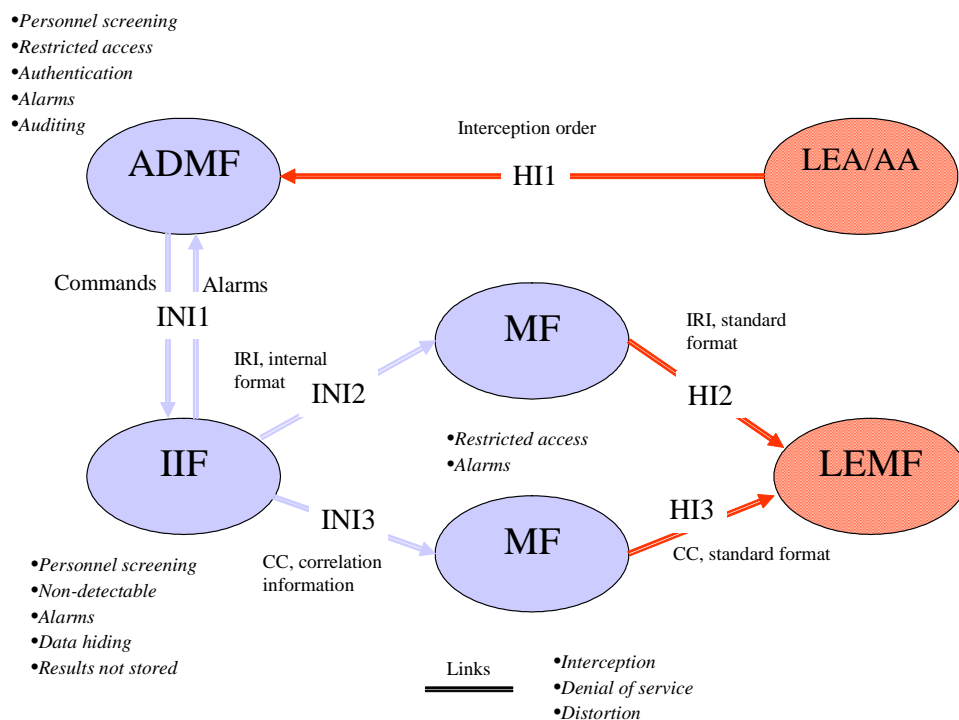 •Personnel screening
•Restricted access
•Authentication
•Alarms
•Auditing
ADMF
Interception order
HI1
LEA/AA
Commands
Alarms
INI1
IRI, internal
format
INI2
MF
IRI, standard
format
HI2
•Restricted access
•Alarms
IIF
LEMF
INI3
CC, correlation
information
MF
HI3
CC, standard format
•Personnel screening
•Non-detectable
•Alarms
•Data hiding
•Results not stored
Links
•Interception
•Denial of service
•Distortion